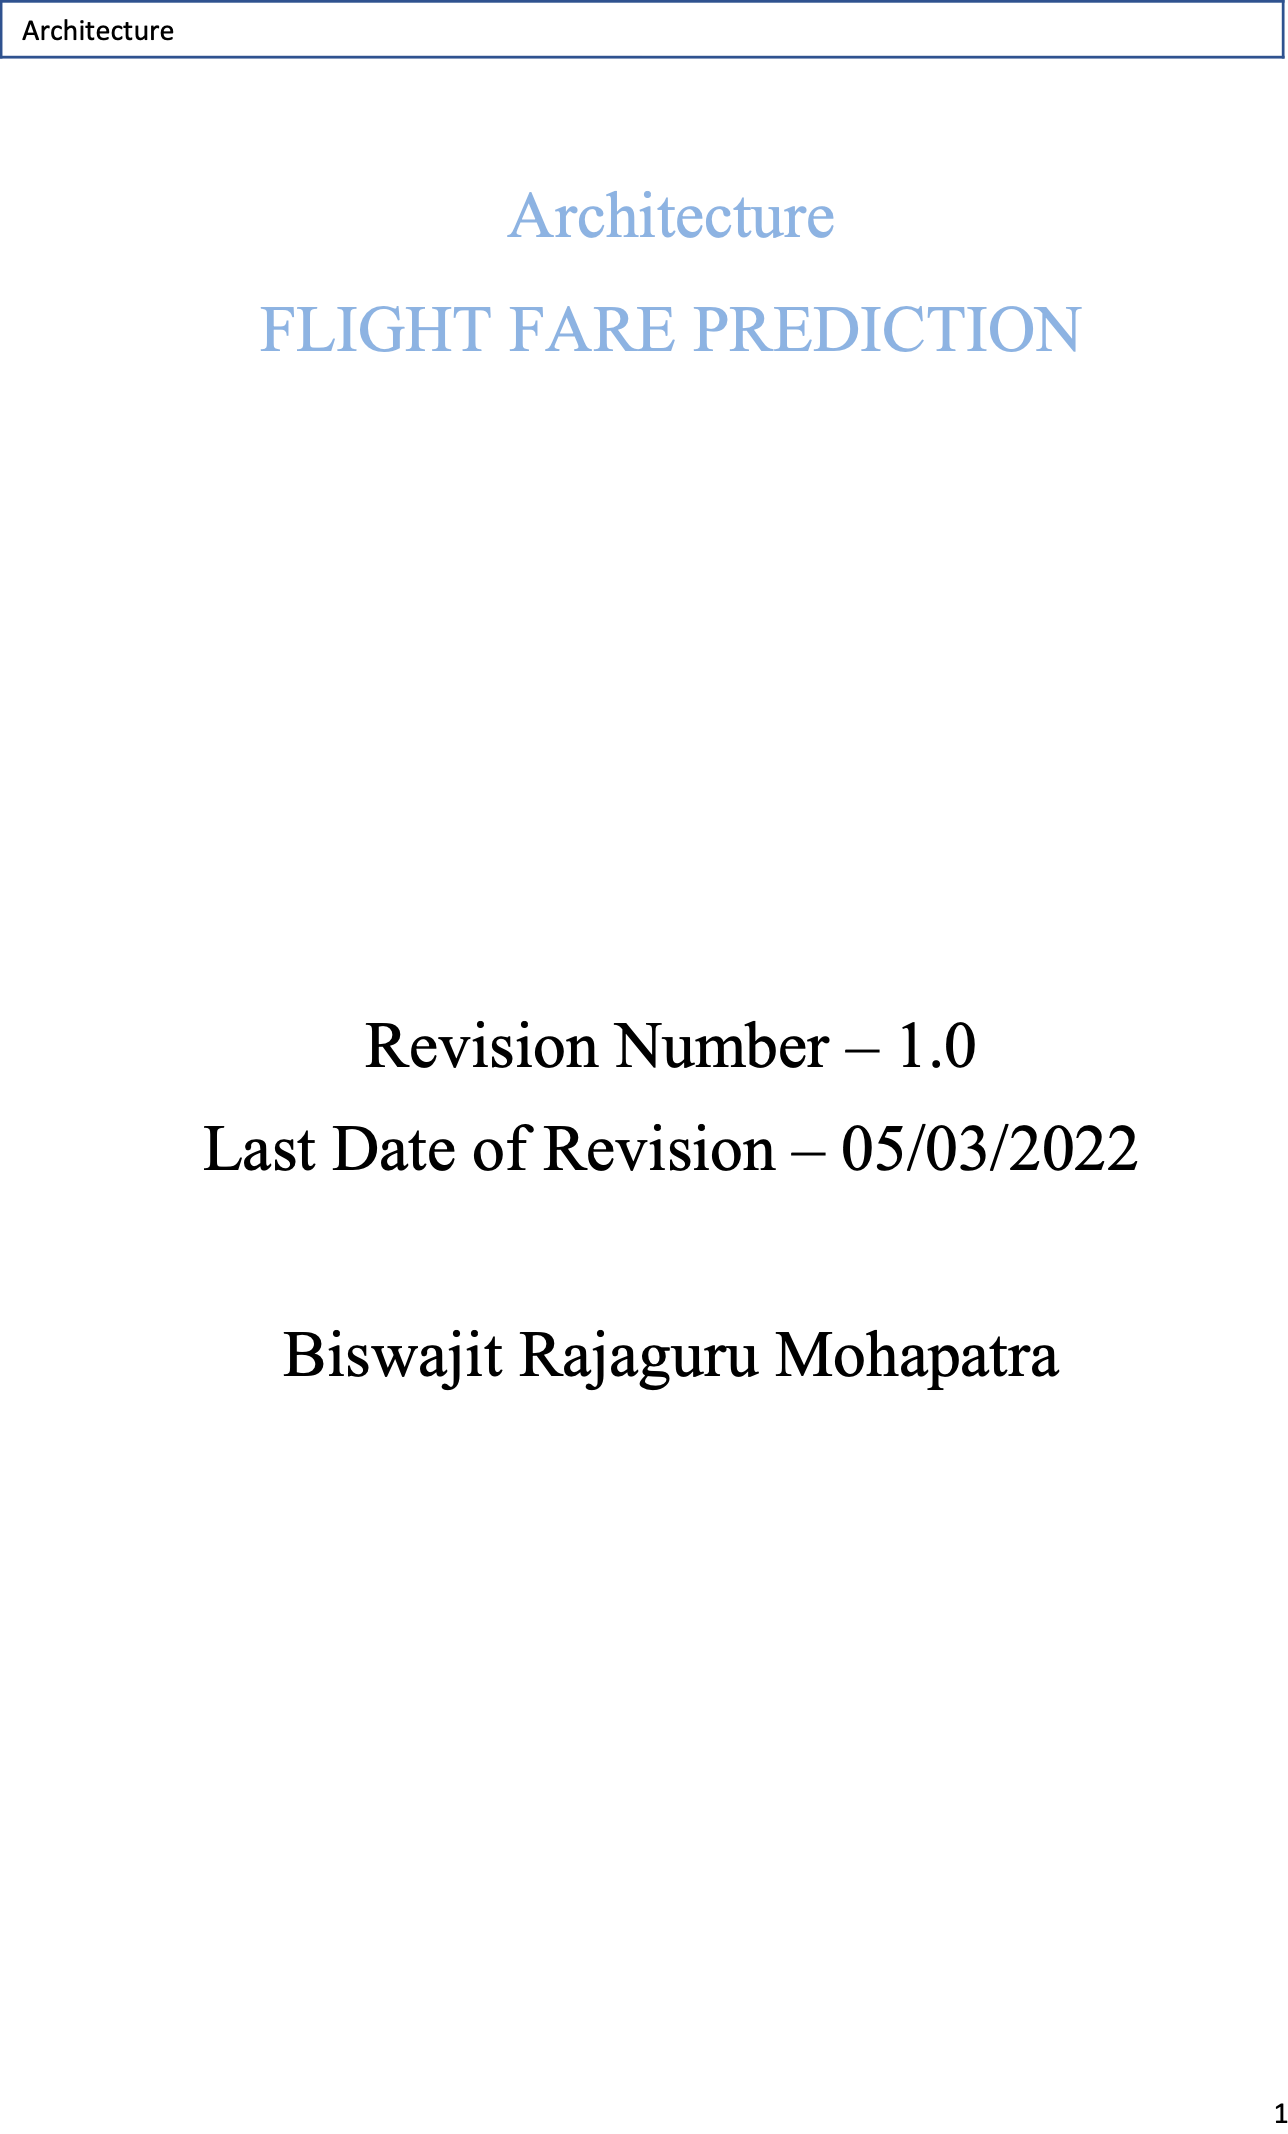 Architecture
Architecture
FLIGHT FARE PREDICTION
Revision Number – 1.0
Last Date of Revision – 05/03/2022
Biswajit Rajaguru Mohapatra
1